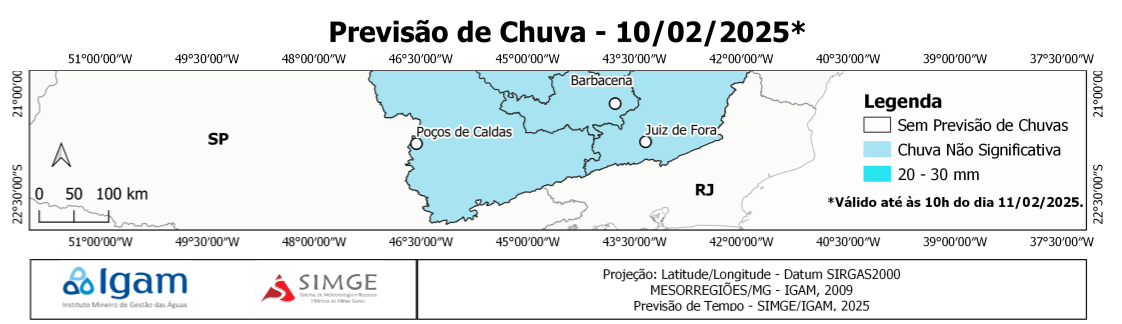 Previsão de Chuva - 10/02/2025*
51°00'00"W 49°30'00"W 48°00'00"W 46°30'00"W 45°00'00"W 43°30'00"W 42°00'00"W 40°30'00"W 39°00'00"W 37°30'00"W
21°00'00"
21°00'00"
Barbacena
Legenda
Sem Previsão de Chuvas
Poços de Caldas
Juiz de Fora
SP
Chuva Não Significativa
20 - 30 mm
RJ
0 50 100 km
*Válido até às 10h do dia 11/02/2025.
22°30'00"S
22°30'00"S
51°00'00"W 49°30'00"W 48°00'00"W 46°30'00"W 45°00'00"W 43°30'00"W 42°00'00"W 40°30'00"W 39°00'00"W 37°30'00"W
Igam
Instituto Mineiro de Gestão das Águas
SIMGE
Sistema de Meteorologia e Recursos
Hídricos de Minas Gerais
Projeção: Latitude/Longitude - Datum SIRGAS2000
MESORREGIÕES/MG - IGAM, 2009
Previsão de Tempo - SIMGE/IGAM, 2025